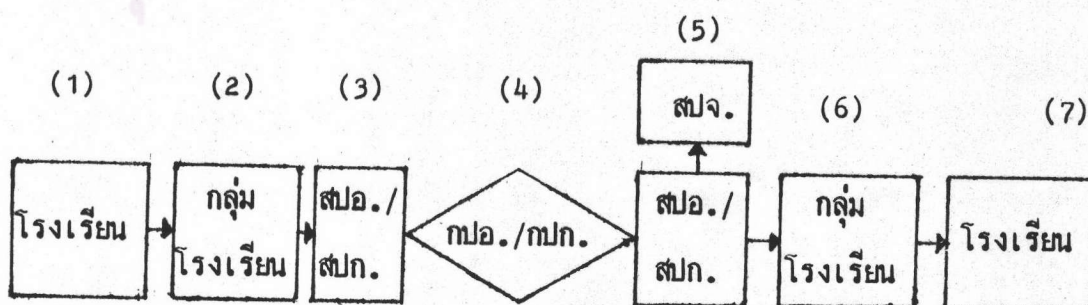 (1)
(2)
(3)
(4)
(5)
(6)
(7)
โรงเรียน
กลุ่ม
โรงเรียน
สปอ./
สปก.
กปอ./กปก.
สปจ.
สปอ./
สปก.
กลุ่ม
โรงเรียน
โรงเรียน